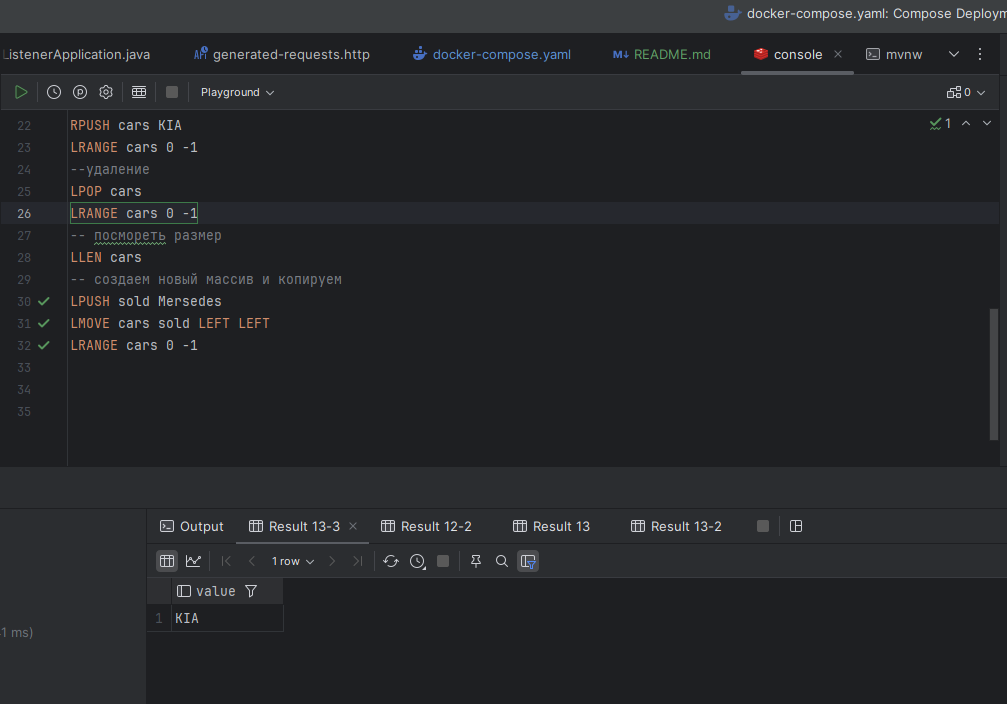 docker-compose.yaml: Compose Deploym
ListenerApplication.java generated-requests.http docker-compose.yaml README.md console mvnw
Playground 0
22 RPUSH cars KIA 1
23 LRANGE cars 0 -1
24 --удаление
25 LPOP cars
26 LRANGE cars 0 -1
27 -- посмореть размер
28 LLEN cars
29 -- создаем новый массив и копируем
30 LPUSH sold Mersedes
31 LMOVE cars sold LEFT LEFT
32 LRANGE cars 0 -1
33
34
35
Output Result 13-3 Result 12-2 Result 13 Result 13-2
1 row
value
1 KIA
1 ms)